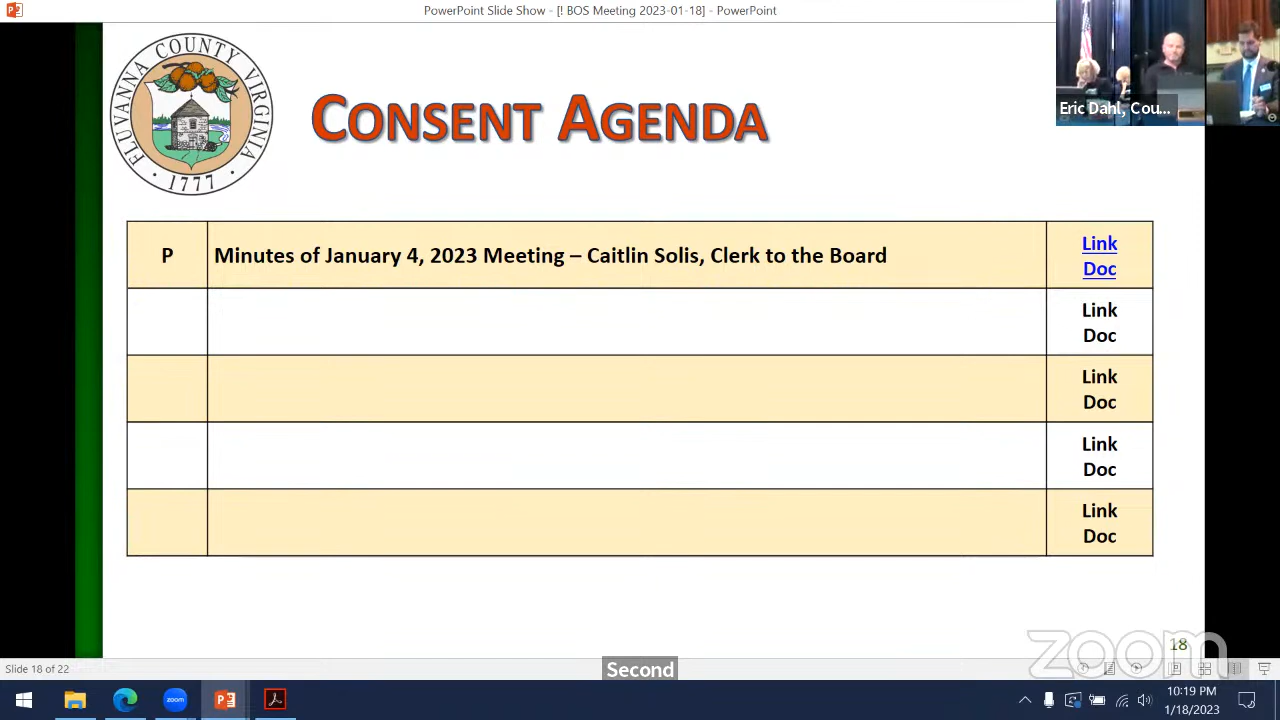 PowerPoint Slide Show - [! BOS Meeting 2023-01-18] - PowerPoint
Eric Dahl, Cou...
FLUVANNA COUNTY VIRGINIA
• 1777 •
CONSENT AGENDA
P
Minutes of January 4, 2023 Meeting – Caitlin Solis, Clerk to the Board
Link
Doc
Link
Doc
Link
Doc
Link
Doc
Link
Doc
18
zoom
Slide 18 of 22
Second
zoom
10:19 PM
1/18/2023